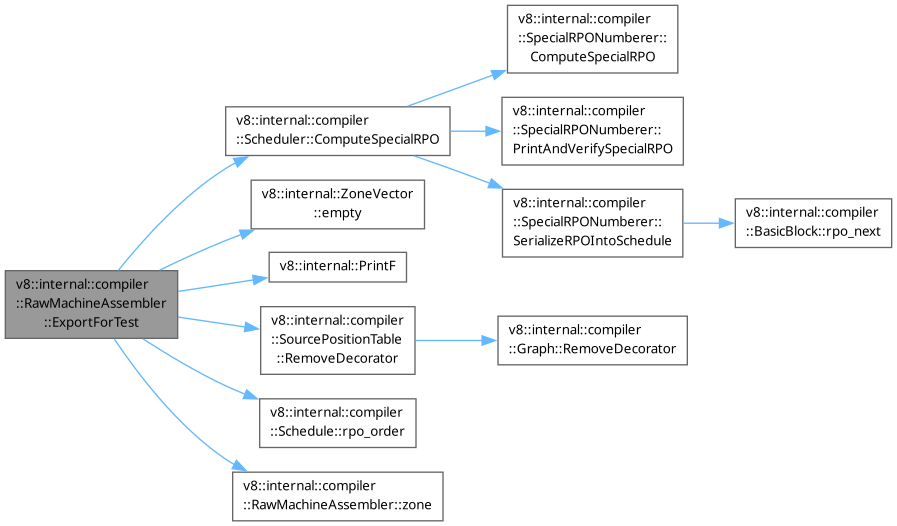 v8::internal::compiler
::SpecialRPONumberer::
ComputeSpecialRPO
v8::internal::compiler
::Scheduler::ComputeSpecialRPO
v8::internal::compiler
::SpecialRPONumberer::
PrintAndVerifySpecialRPO
v8::internal::ZoneVector
::empty
v8::internal::compiler
::SpecialRPONumberer::
SerializeRPOIntoSchedule
v8::internal::compiler
::BasicBlock::rpo_next
v8::internal::PrintF
v8::internal::compiler
::RawMachineAssembler
::ExportForTest
v8::internal::compiler
::SourcePositionTable
::RemoveDecorator
v8::internal::compiler
::Graph::RemoveDecorator
v8::internal::compiler
::Schedule::rpo_order
v8::internal::compiler
::RawMachineAssembler::zone